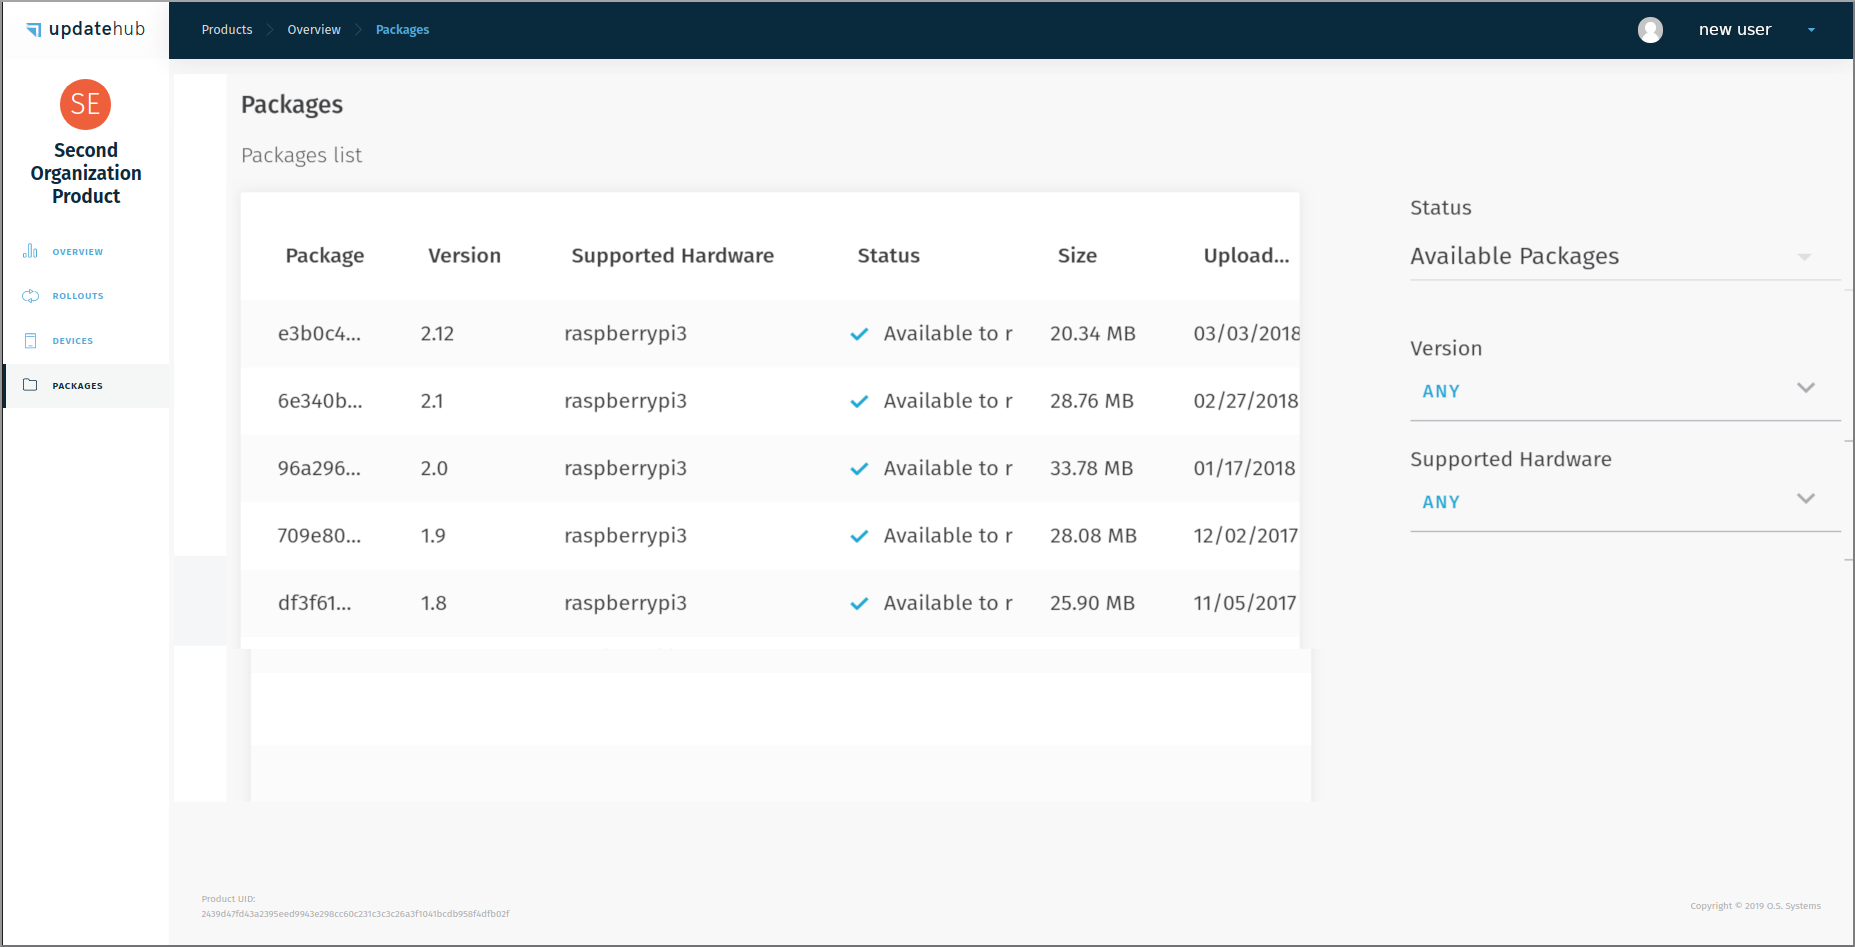 updatehub
Products Overview Packages
new user
SE
Second
Organization
Product
OVERVIEW
ROLLOUTS
DEVICES
PACKAGES
Packages
Packages list
Package Version Supported Hardware Status Size Upload...
e3b0c4... 2.12 raspberrypi3 Available to r 20.34 MB 03/03/2018
6e340b... 2.1 raspberrypi3 Available to r 28.76 MB 02/27/2018
96a296... 2.0 raspberrypi3 Available to r 33.78 MB 01/17/2018
709e80... 1.9 raspberrypi3 Available to r 28.08 MB 12/02/2017
df3f61... 1.8 raspberrypi3 Available to r 25.90 MB 11/05/2017
Status
Available Packages
Version
ANY
Supported Hardware
ANY
Product UID:
2439d47fd43a2395eed9943e298cc60c231c3c3c26a3f1041bcdb958f4dfb02f
Copyright © 2019 O.S. Systems